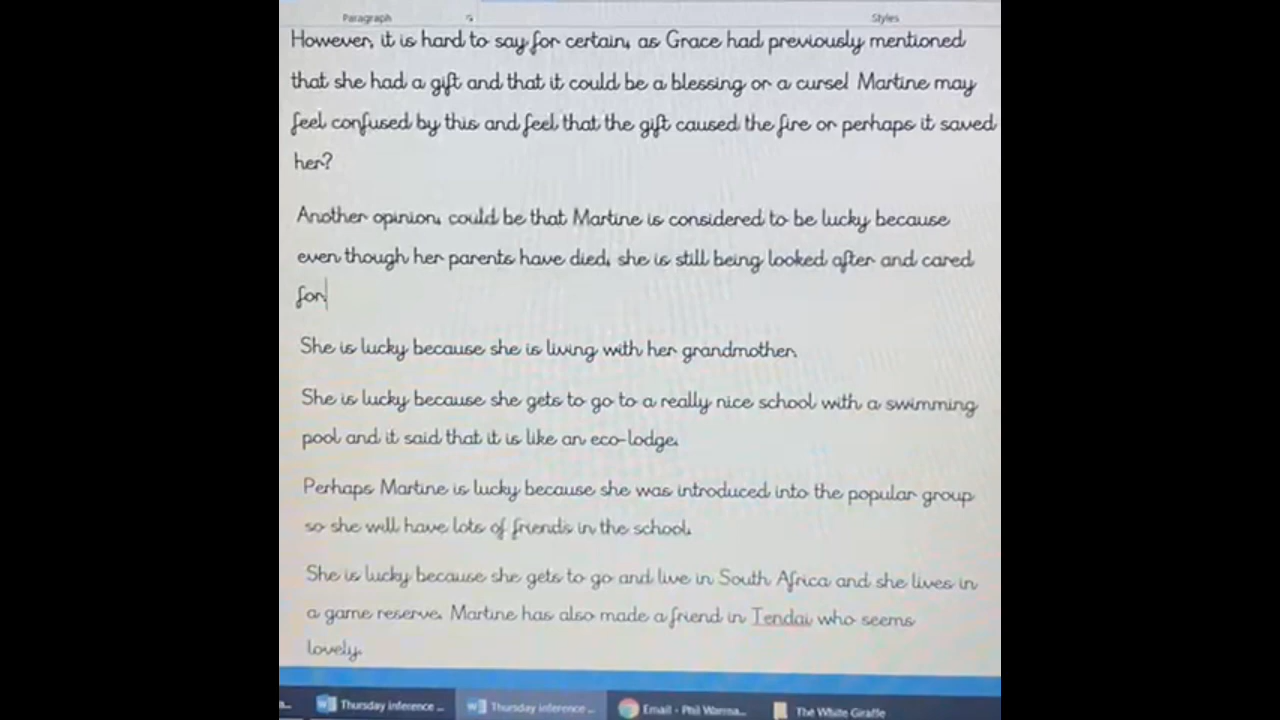 Paragraph Styles
However, it is hard to say for certain, as Grace had previously mentioned
that she had a gift and that it could be a blessing or a curse! Martine may
feel confused by this and feel that the gift caused the fire or perhaps it saved
her?
Another opinion, could be that Martine is considered to be lucky because
even though her parents have died, she is still being looked after and cared
for.
She is lucky because she is living with her grandmother.
She is lucky because she gets to go to a really nice school with a swimming
pool and it said that it is like an eco-lodge.
Perhaps Martine is lucky because she was introduced into the popular group
so she will have lots of friends in the school.
She is lucky because she gets to go and live in South Africa and she lives in
a game reserve. Martine has also made a friend in Tendai who seems
lovely.
Thursday inference ... Thursday inference ... Email - Phil ... The White Giraffe